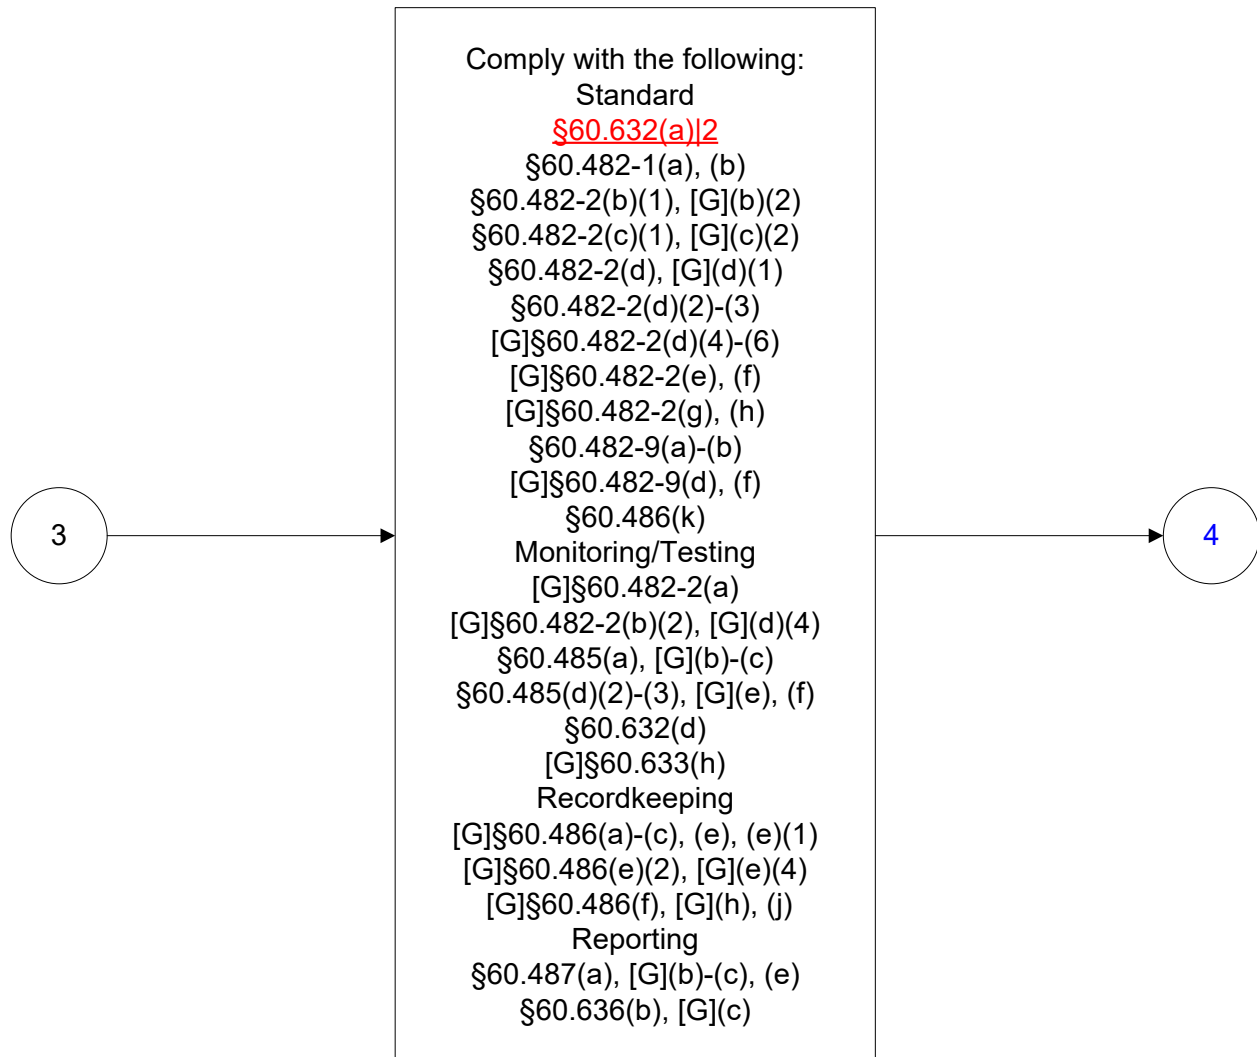 Comply with the following:
Standard
§60.632(a)|2
§60.482-1(a), (b)
§60.482-2(b)(1), [G](b)(2)
§60.482-2(c)(1), [G](c)(2)
§60.482-2(d), [G](d)(1)
§60.482-2(d)(2)-(3)
[G]§60.482-2(d)(4)-(6)
[G]§60.482-2(e), (f)
[G]§60.482-2(g), (h)
§60.482-9(a)-(b)
[G]§60.482-9(d), (f)
§60.486(k)
Monitoring/Testing
[G]§60.482-2(a)
[G]§60.482-2(b)(2), [G](d)(4)
§60.485(a), [G](b)-(c)
§60.485(d)(2)-(3), [G](e), (f)
§60.632(d)
[G]§60.633(h)
Recordkeeping
[G]§60.486(a)-(c), (e), (e)(1)
[G]§60.486(e)(2), [G](e)(4)
[G]§60.486(f), [G](h), (j)
Reporting
§60.487(a), [G](b)-(c), (e)
§60.636(b), [G](c)
3
4